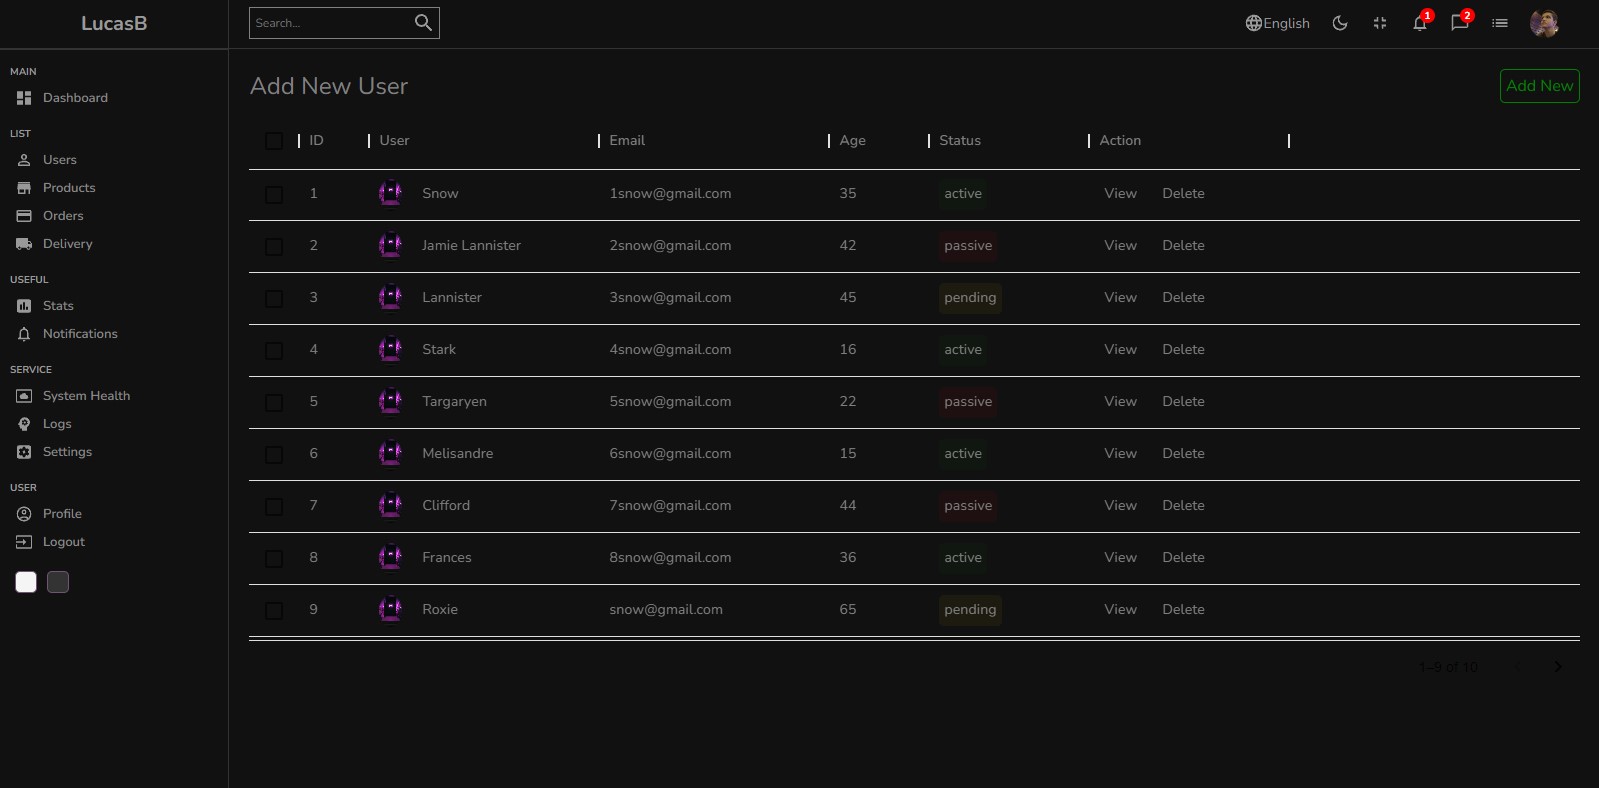 LucasB
Search...
English
1
2
MAIN
Dashboard
LIST
Users
Products
Orders
Delivery
USEFUL
Stats
Notifications
SERVICE
System Health
Logs
Settings
USER
Profile
Logout
Add New User
Add New
ID User Email Age Status Action
1 Snow 1snow@gmail.com 35 active View Delete
2 Jamie Lannister 2snow@gmail.com 42 passive View Delete
3 Lannister 3snow@gmail.com 45 pending View Delete
4 Stark 4snow@gmail.com 16 active View Delete
5 Targaryen 5snow@gmail.com 22 passive View Delete
6 Melisandre 6snow@gmail.com 15 active View Delete
7 Clifford 7snow@gmail.com 44 passive View Delete
8 Frances 8snow@gmail.com 36 active View Delete
9 Roxie snow@gmail.com 65 pending View Delete
1–9 of 10